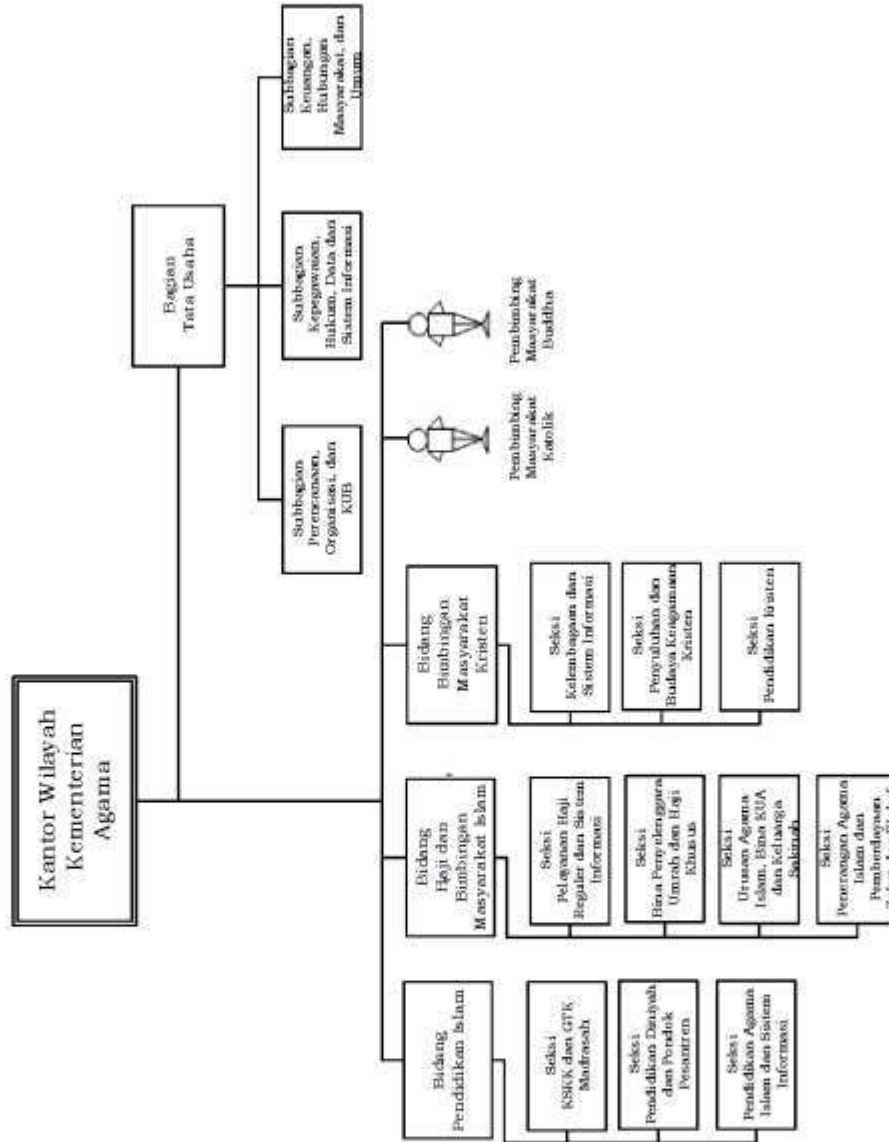 Kantor Wilayah
Kementerian
Agama
Bagian
Tata Usaha
Subbagian
Perencanaan,
Organisasi, dan
KUB
Subbagian
Kepegawaian,
Hukum, Data dan
Sistem Informasi
Subbagian
Keuangan,
Hubungan
Masyarakat, dan
Umum
Bidang
Pendidikan Islam
Seksi
KSKK dan GTK
Madrasah
Seksi
Pendidikan Diniyah
dan Pondok
Pesantren
Seksi
Pendidikan Agama
Islam dan Sistem
Informasi
Bidang
Haji dan
Bimbingan
Masyarakat Islam
Seksi
Pelayanan Haji
Reguler dan Sistem
Informasi
Seksi
Bina Penyelenggara
Umrah dan Haji
Khusus
Seksi
Urusan Agama
Islam, Bina KUA
dan Keluarga
Sakinah
Seksi
Penerangan Agama
Islam dan
Pemberdayaan
Bidang
Bimbingan
Masyarakat
Kristen
Seksi
Kelembagaan dan
Sistem Informasi
Seksi
Penyuluhan dan
Budaya Keagamaan
Kristen
Seksi
Pendidikan Kristen
Pembimbing
Masyarakat
Katolik
Pembimbing
Masyarakat
Buddha